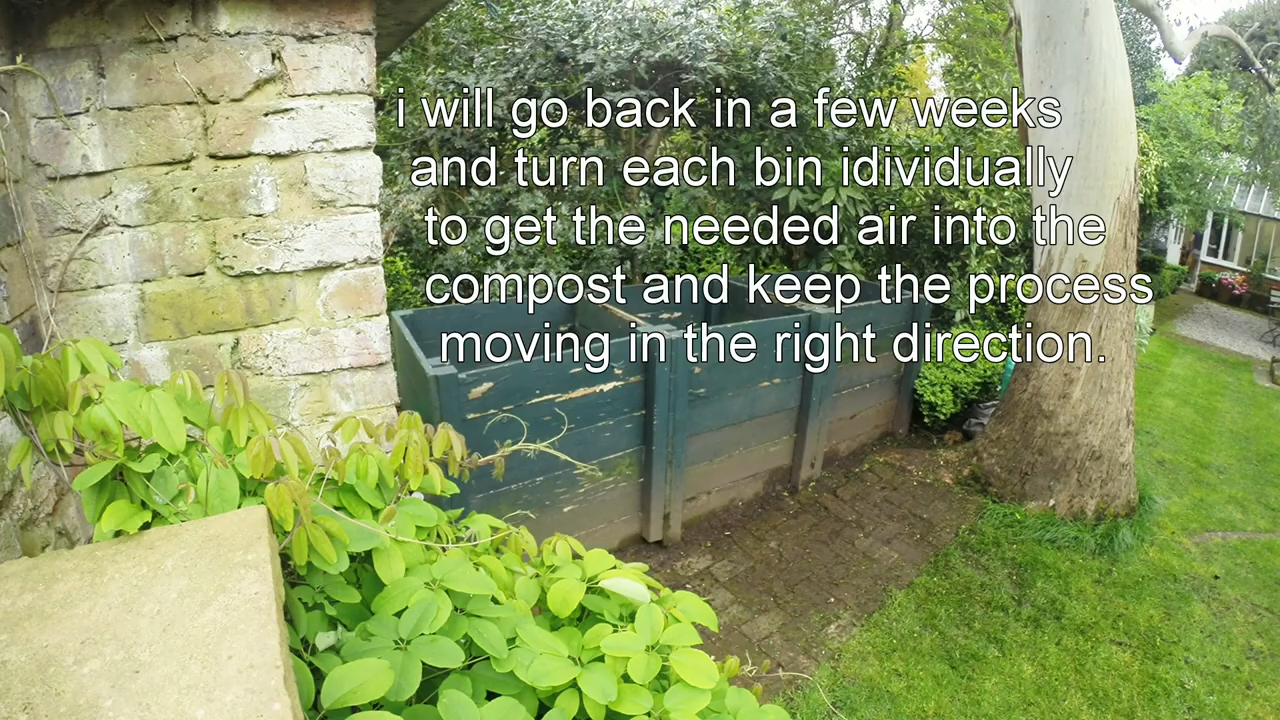 i will go back in a few weeks
and turn each bin idividually
to get the needed air into the
compost and keep the process
moving in the right direction.